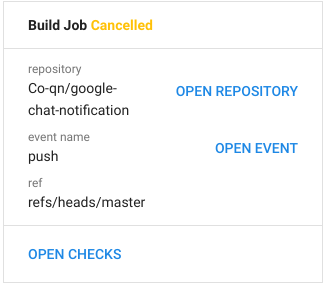 Build Job Cancelled
repository
Co-qn/google-
chat-notification
OPEN REPOSITORY
event name
push
OPEN EVENT
ref
refs/heads/master
OPEN CHECKS